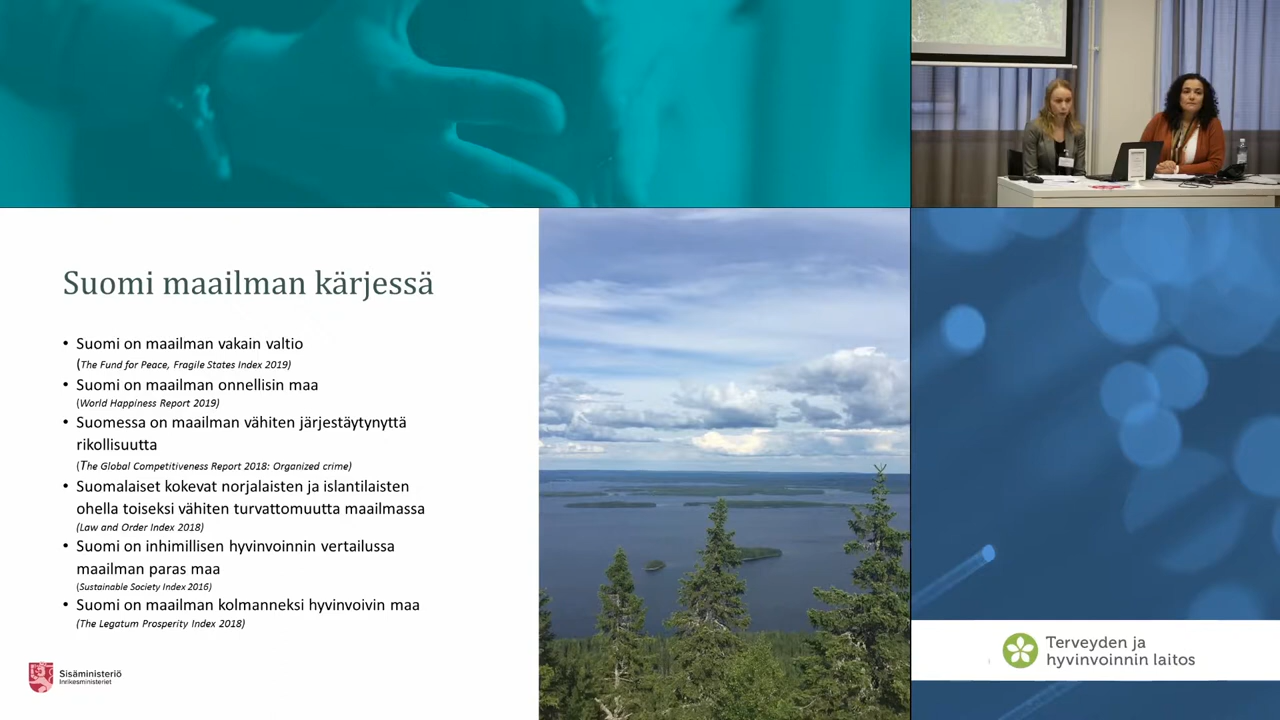 Suomi maailman kärjessä
• Suomi on maailman vakain valtio
(The Fund for Peace, Fragile States Index 2019)
• Suomi on maailman onnellisin maa
(World Happiness Report 2019)
• Suomessa on maailman vähiten järjestäytynyttä
rikollisuutta
(The Global Competitiveness Report 2018: Organized crime)
• Suomalaiset kokevat norjalaisten ja islantilaisten
ohella toiseksi vähiten turvattomuutta maailmassa
(Law and Order Index 2018)
• Suomi on inhimillisen hyvinvoinnin vertailussa
maailman paras maa
(Sustainable Society Index 2016)
• Suomi on maailman kolmanneksi hyvinvoivin maa
(The Legatum Prosperity Index 2018)
Sisäministeriö
Inrikesministeriet
Terveyden ja
hyvinvoinnin laitos